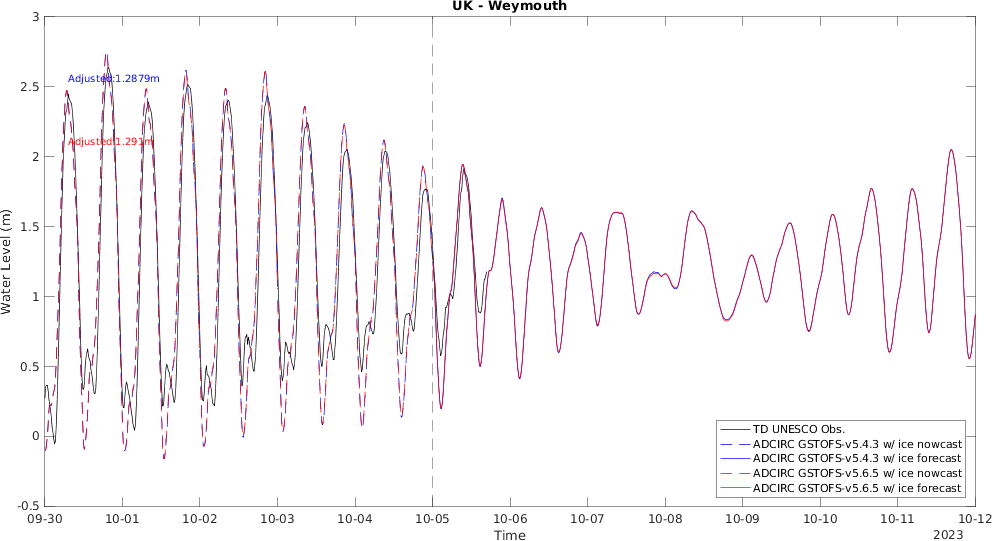 UK - Weymouth
3
2.5
2
1.5
1
0.5
0
-0.5
Water Level (m)
Adjusted:1.2879m
Adjusted:1.291m
TD UNESCO Obs.
ADCIRC GSTOFS-v5.4.3 w/ ice nowcast
ADCIRC GSTOFS-v5.4.3 w/ ice forecast
ADCIRC GSTOFS-v5.6.5 w/ ice nowcast
ADCIRC GSTOFS-v5.6.5 w/ ice forecast
09-30 10-01 10-02 10-03 10-04 10-05 10-06 10-07 10-08 10-09 10-10 10-11 10-12
Time
2023